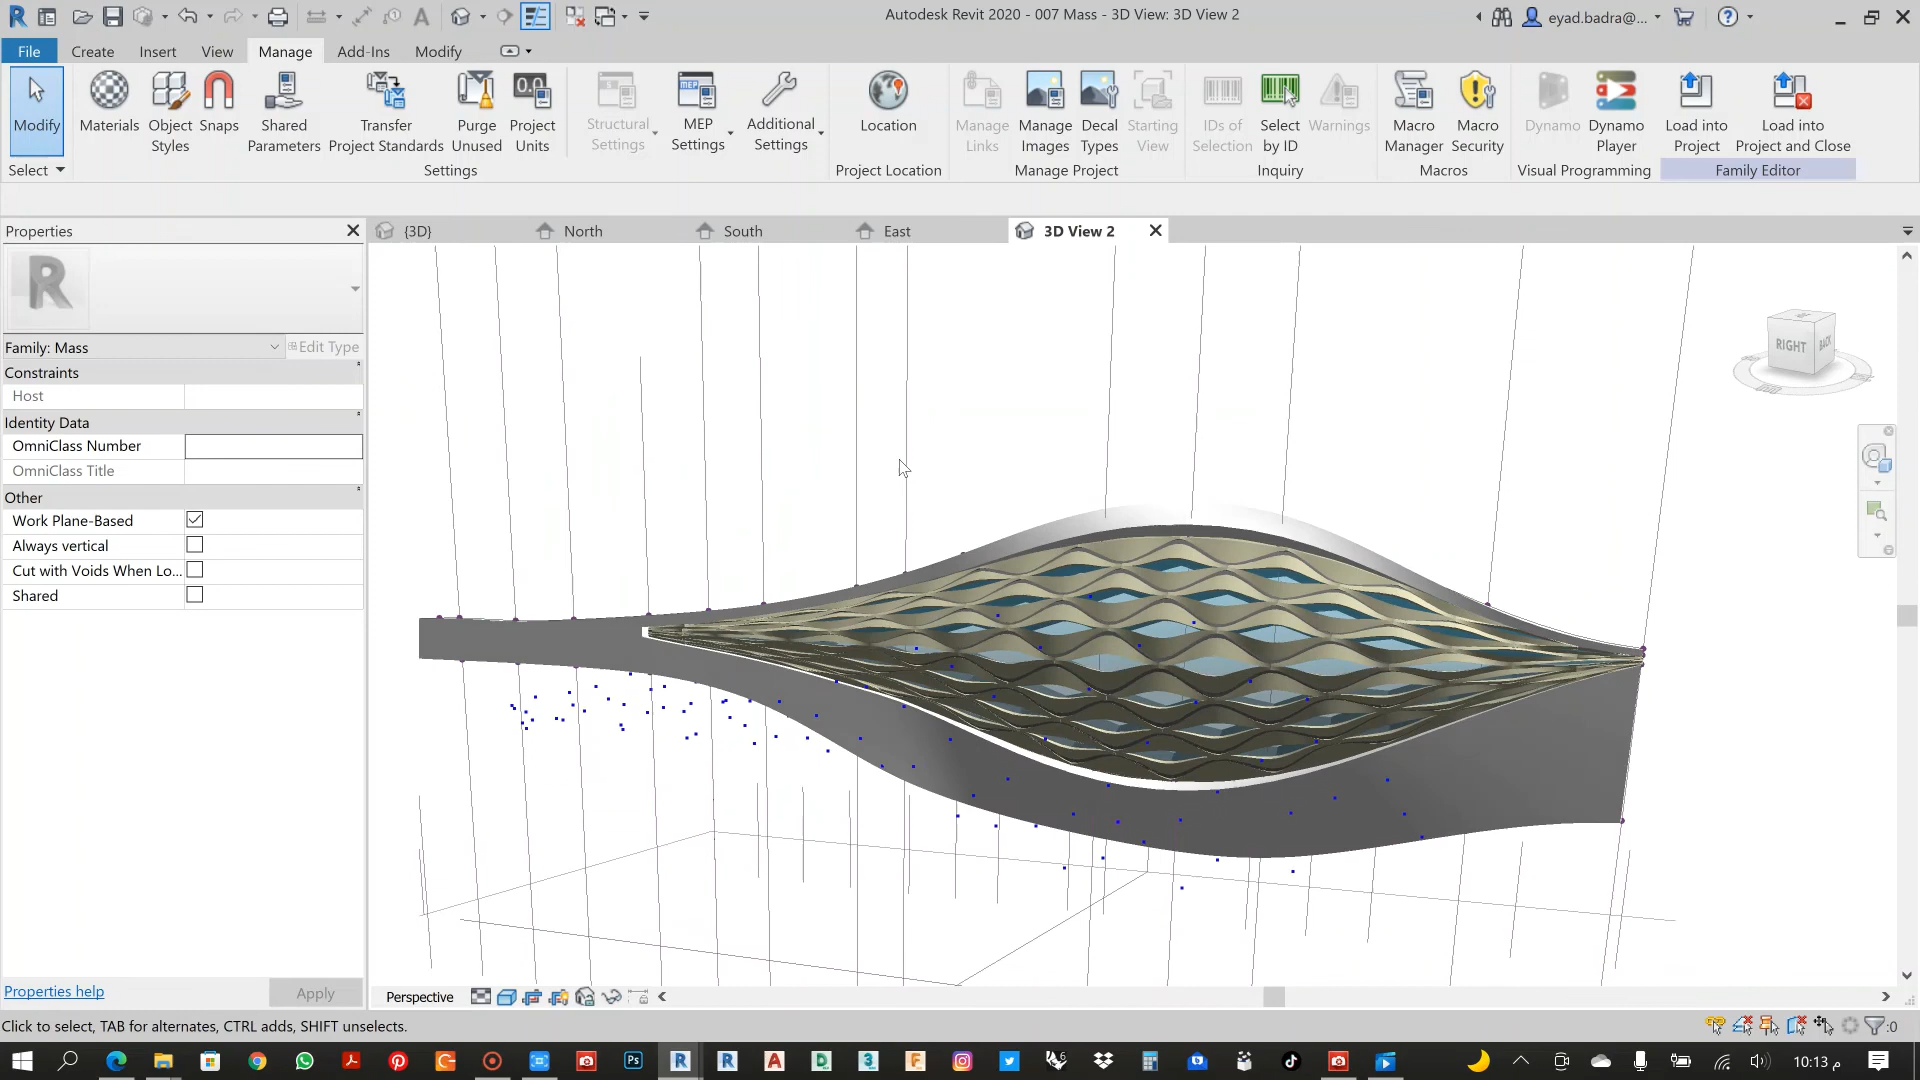 Autodesk Revit 2020 - 007 Mass - 3D View: 3D View 2
eyad.badra@...
File Create Insert View Manage Add-Ins Modify
Modify
Materials
Object Styles
Snaps
Shared Parameters
Transfer Project Standards
Purge Unused
Project Units
Structural Settings
MEP Settings
Additional Settings
Location
Manage Links
Manage Images
Decal Types
Starting View
IDs of Selection
Select by ID
Warnings
Macro Manager
Macro Security
Dynamo
Dynamo Player
Load into Project
Load into Project and Close
Select Settings Project Location Manage Project Inquiry Macros Visual Programming Family Editor
Properties
{3D} North South East 3D View 2
Family: Mass
Edit Type
Constraints
Host
Identity Data
OmniClass Number
OmniClass Title
Other
Work Plane-Based
Always vertical
Cut with Voids When Lo...
Shared
RIGHT
BACK
Properties help
Apply
Perspective
Click to select, TAB for alternates, CTRL adds, SHIFT unselects.
:0
10:13 م